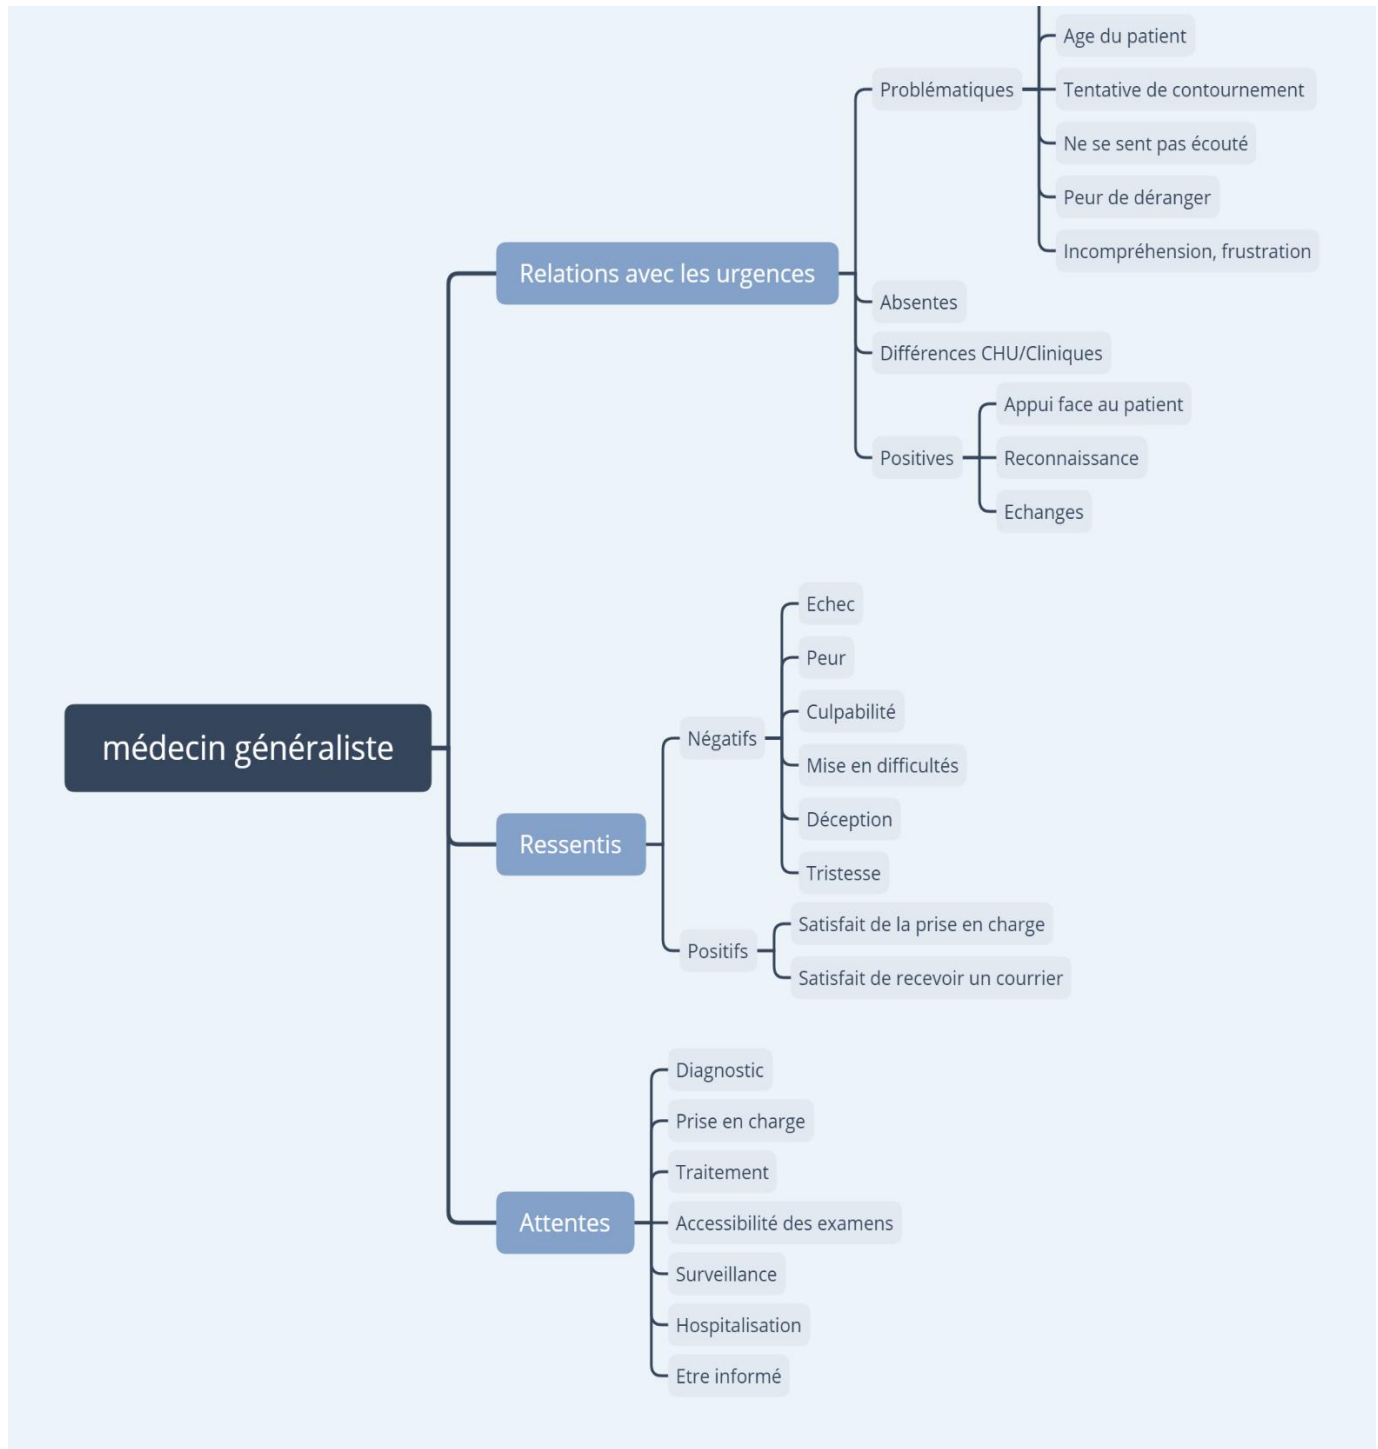 Age du patient
Problématiques
Tentative de contournement
Ne se sent pas écouté
Peur de déranger
Incompréhension, frustration
Relations avec les urgences
Absentes
Différences CHU/Cliniques
Appui face au patient
Positives
Reconnaissance
Echanges
médecin généraliste
Echec
Peur
Culpabilité
Négatifs
Mise en difficultés
Déception
Ressentis
Tristesse
Satisfait de la prise en charge
Positifs
Satisfait de recevoir un courrier
Diagnostic
Prise en charge
Traitement
Attentes
Accessibilité des examens
Surveillance
Hospitalisation
Etre informé